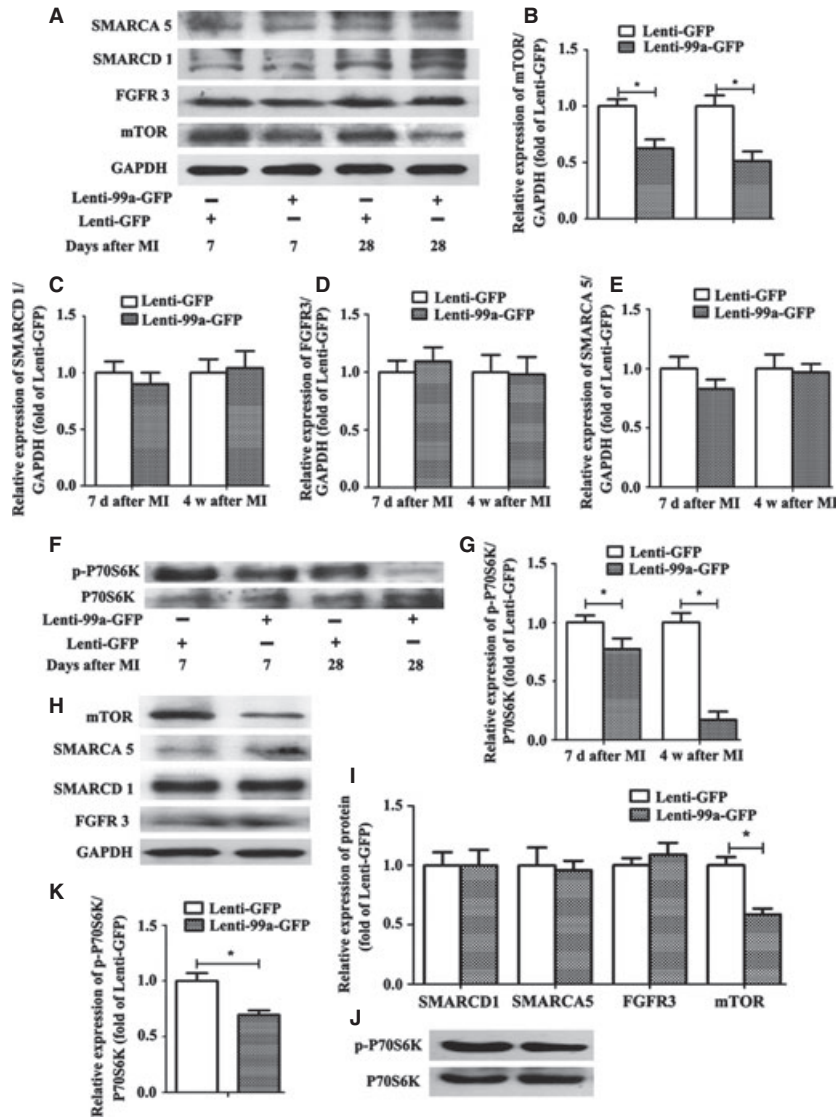 A
SMARCA 5
SMARCD 1
FGFR 3
mTOR
GAPDH
Lenti-99a-GFP − + − +
Lenti-GFP + − + −
Days after MI 7 7 28 28
B
Relative expression of mTOR/
GAPDH (fold of Lenti-GFP)
Lenti-GFP
Lenti-99a-GFP
1.5
1.0
0.5
0.0
* *
C
Relative expression of SMARCD 1/
GAPDH (fold of Lenti-GFP)
Lenti-GFP
Lenti-99a-GFP
1.5
1.0
0.5
0.0
7 d after MI 4 w after MI
D
Relative expression of FGFR3/
GAPDH (fold of Lenti-GFP)
Lenti-GFP
Lenti-99a-GFP
1.5
1.0
0.5
0.0
7 d after MI 4 w after MI
E
Relative expression of SMARCA 5/
GAPDH (fold of Lenti-GFP)
Lenti-GFP
Lenti-99a-GFP
1.5
1.0
0.5
0.0
7 d after MI 4 w after MI
F
p-P70S6K
P70S6K
Lenti-99a-GFP − + − +
Lenti-GFP + − + −
Days after MI 7 7 28 28
G
Relative expression of p-P70S6K/
P70S6K (fold of Lenti-GFP)
Lenti-GFP
Lenti-99a-GFP
1.5
1.0
0.5
0.0
* *
7 d after MI 4 w after MI
H
mTOR
SMARCA 5
SMARCD 1
FGFR 3
GAPDH
I
Relative expression of protein
(fold of Lenti-GFP)
Lenti-GFP
Lenti-99a-GFP
1.5
1.0
0.5
0.0
*
SMARCD1 SMARCA5 FGFR3 mTOR
J
p-P70S6K
P70S6K
K
Relative expression of p-P70S6K/
P70S6K (fold of Lenti-GFP)
Lenti-GFP
Lenti-99a-GFP
1.5
1.0
0.5
0.0
*